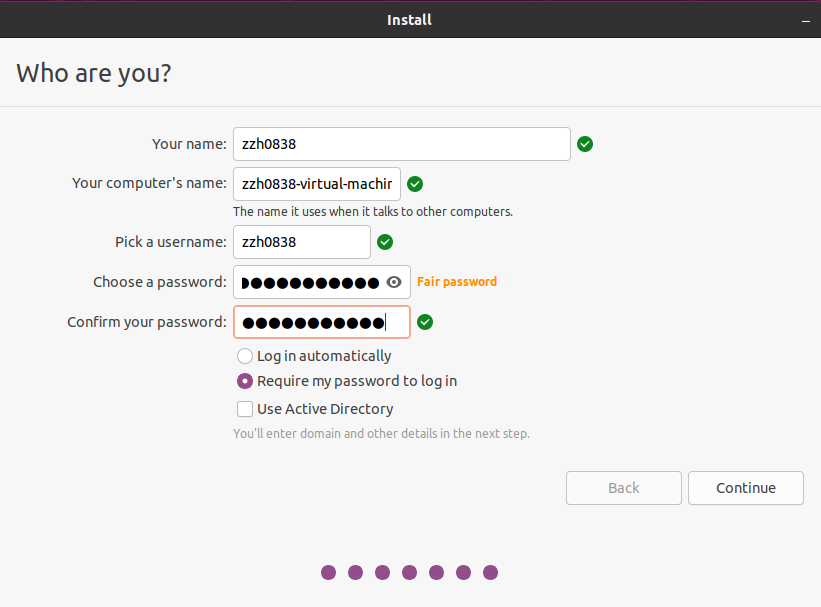 Install
Who are you?
Your name: zzh0838
Your computer's name: zzh0838-virtual-machin
The name it uses when it talks to other computers.
Pick a username: zzh0838
Choose a password: ●●●●●●●●●●● Fair password
Confirm your password: ●●●●●●●●●●●
Log in automatically
Require my password to log in
Use Active Directory
You'll enter domain and other details in the next step.
Back Continue